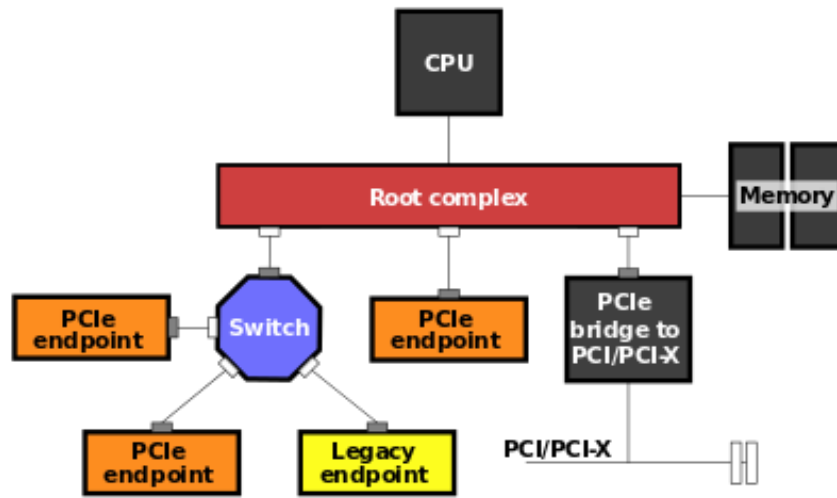 CPU
Root complex
Memory
PCIe
endpoint
Switch
PCIe
endpoint
PCIe
bridge to
PCI/PCI-X
PCIe
endpoint
Legacy
endpoint
PCI/PCI-X